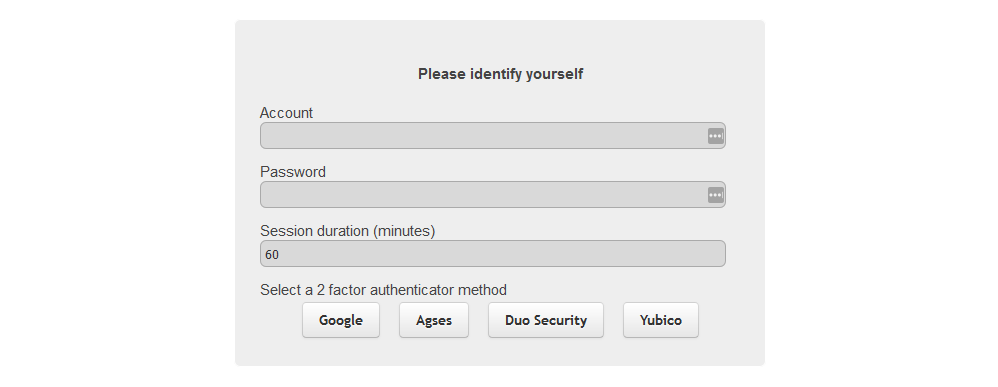 Please identify yourself
Account
Password
Session duration (minutes)
60
Select a 2 factor authenticator method
Google Agses Duo Security Yubico